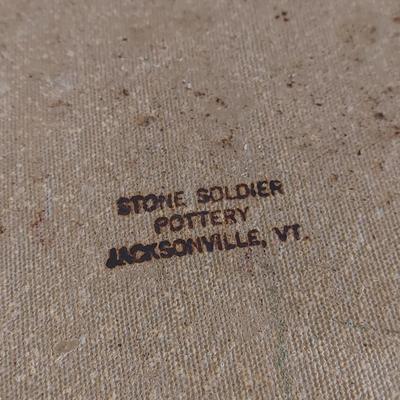 STONE SOLDIER
POTTERY
JACKSONVILLE, VT.